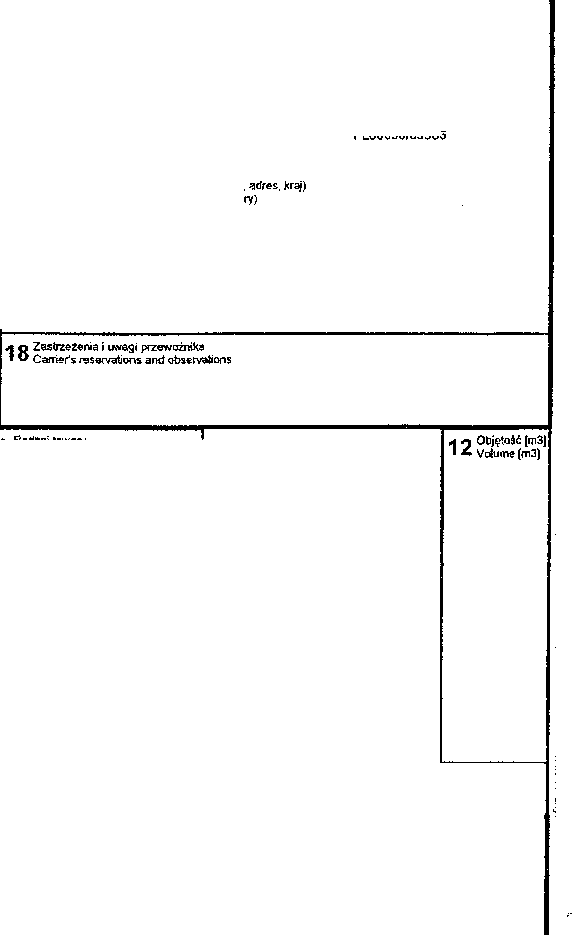 , adres, kraj)
ry)
18 Zastrzeżenia i uwagi przewoźnika
Carrier's reservations and observations
12 Objętość [m3]
Volume [m3]